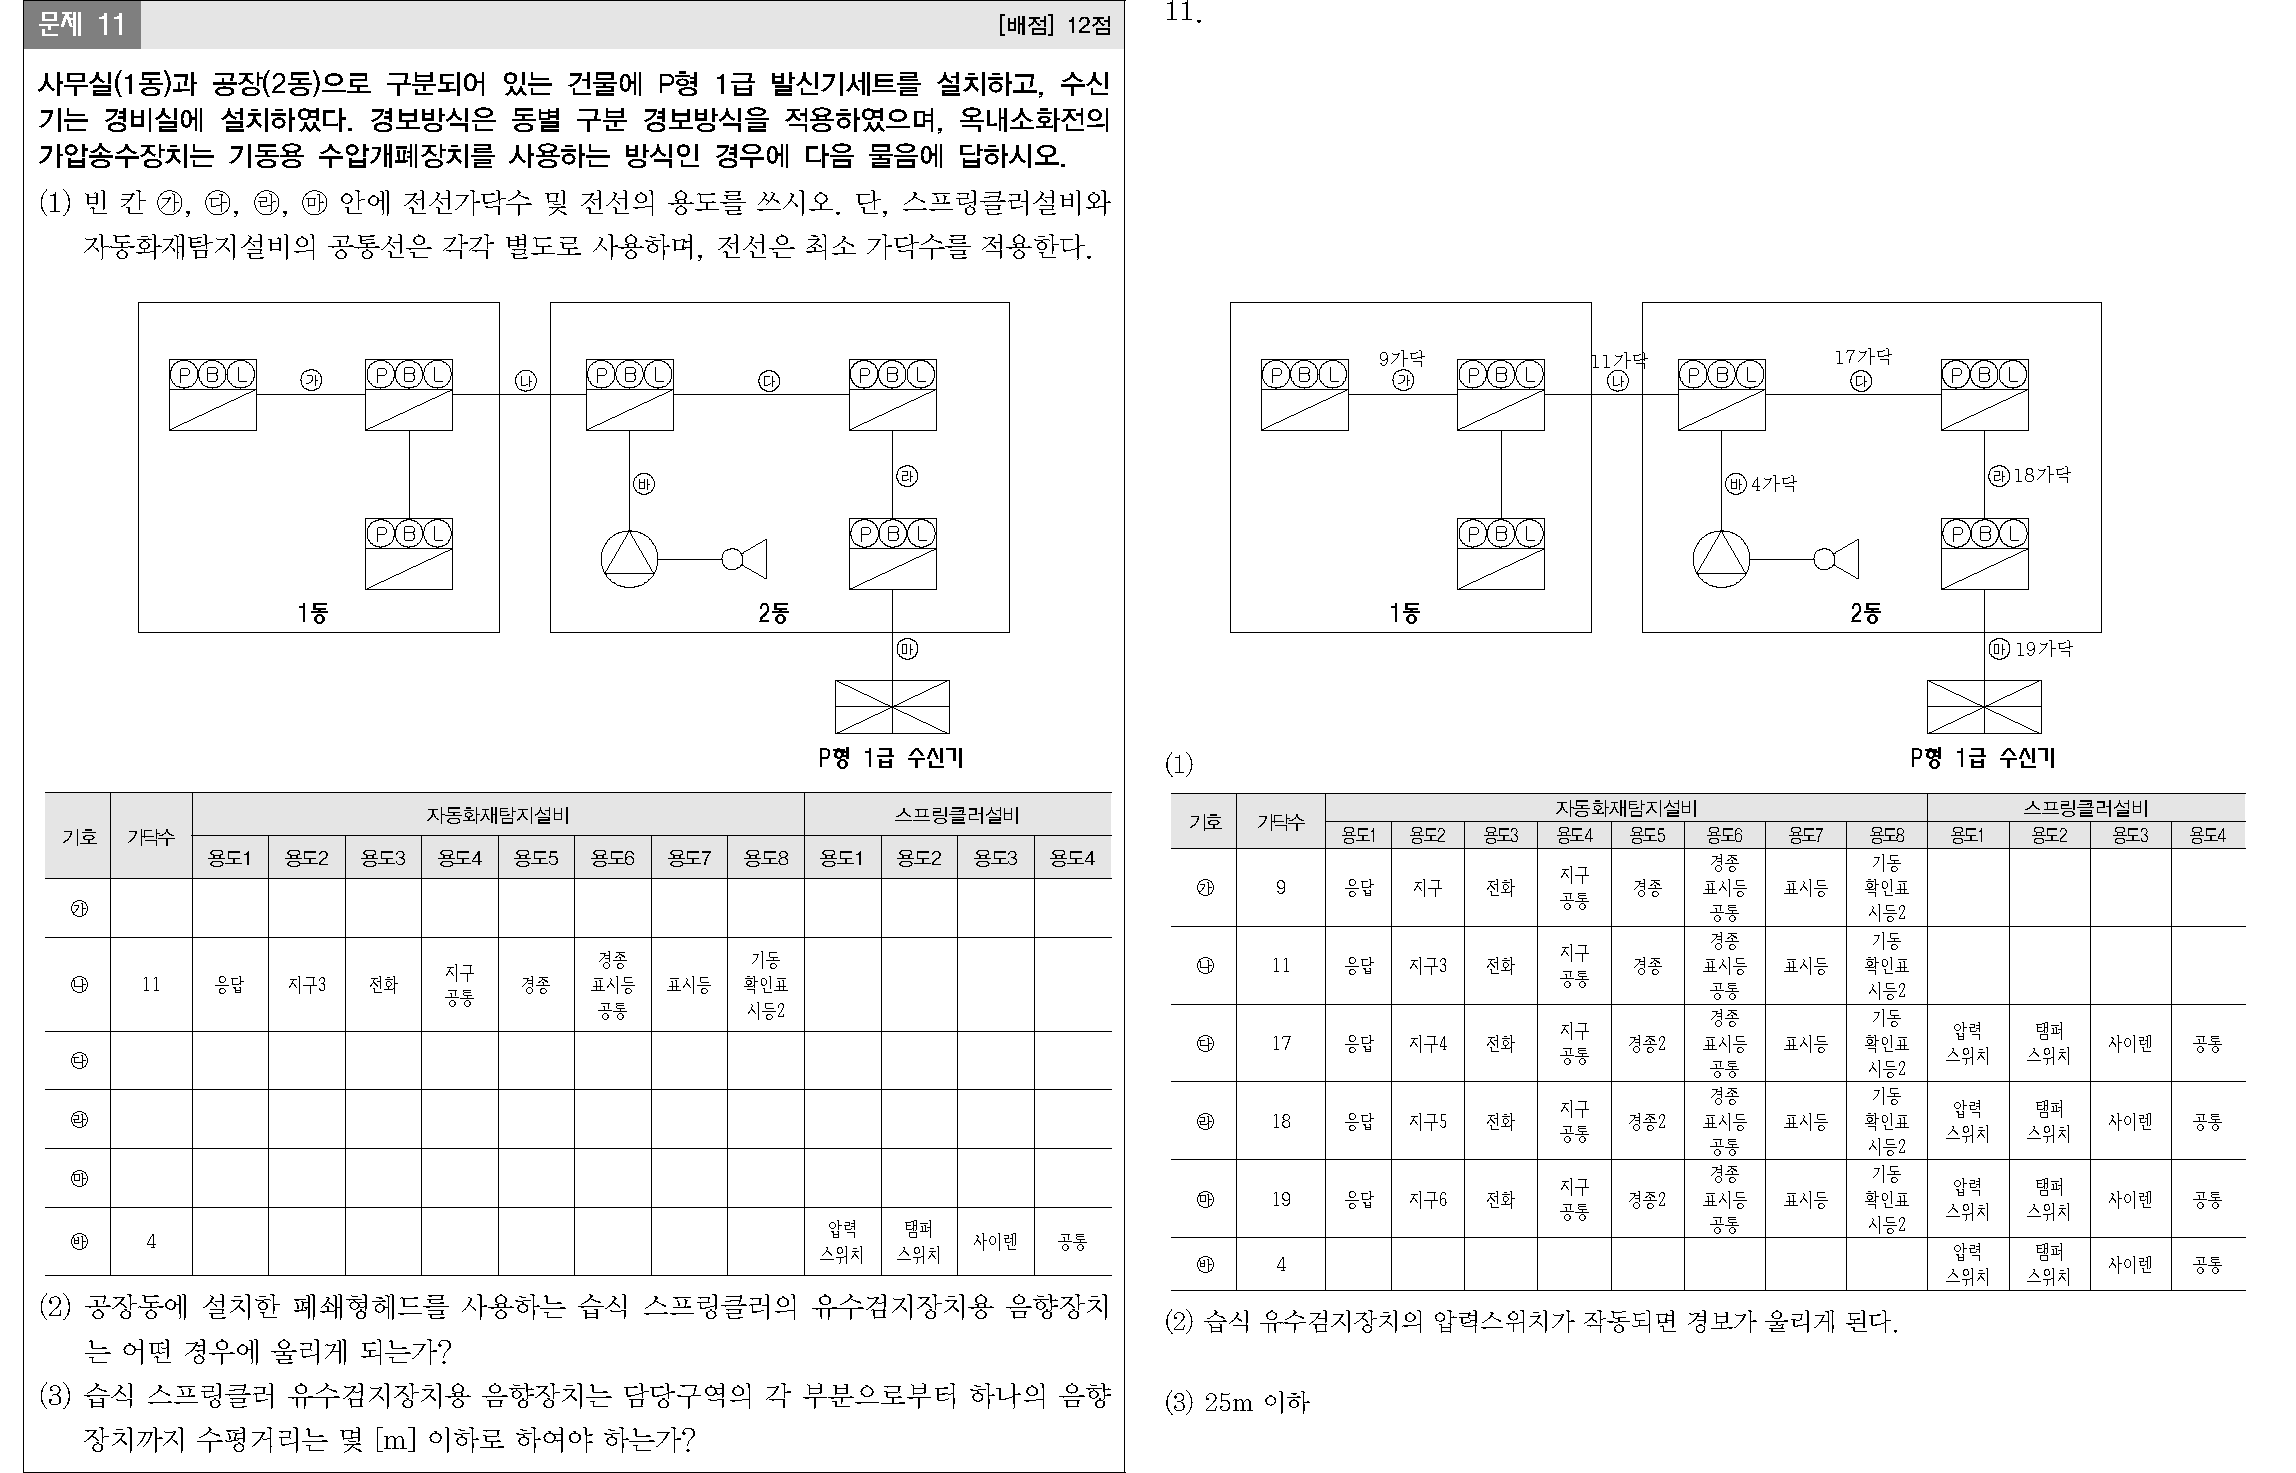 문제 11
[배점] 12점
사무실(1동)과 공장(2동)으로 구분되어 있는 건물에 P형 1급 발신기세트를 설치하고, 수신
기는 경비실에 설치하였다. 경보방식은 동별 구분 경보방식을 적용하였으며, 옥내소화전의
가압송수장치는 기동용 수압개폐장치를 사용하는 방식인 경우에 다음 물음에 답하시오.
(1) 빈 칸 ㉮, ㉰, ㉱, ㉲ 안에 전선가닥수 및 전선의 용도를 쓰시오. 단, 스프링클러설비와
자동화재탐지설비의 공통선은 각각 별도로 사용하며, 전선은 최소 가닥수를 적용한다.
P B L ㉮ P B L ㉯ P B L ㉰ P B L
㉳ ㉱
P B L P B L
1동 2동
㉲
P형 1급 수신기
기호 가닥수 자동화재탐지설비 스프링클러설비
용도1 용도2 용도3 용도4 용도5 용도6 용도7 용도8 용도1 용도2 용도3 용도4
㉮
㉯ 11 응답 지구3 전화 지구 공통 경종 경종 표시등 공통 표시등 기동 확인표 시등2
㉰
㉱
㉲
㉳ 4 압력 스위치 탬퍼 스위치 사이렌 공통
(2) 공장동에 설치한 폐쇄형헤드를 사용하는 습식 스프링클러의 유수검지장치용 음향장치
는 어떤 경우에 울리게 되는가?
(3) 습식 스프링클러 유수검지장치용 음향장치는 담당구역의 각 부분으로부터 하나의 음향
장치까지 수평거리는 몇 [m] 이하로 하여야 하는가?
11.
9가닥 11가닥 17가닥
P B L ㉮ P B L ㉯ P B L ㉰ P B L
㉳ 4가닥 ㉱ 18가닥
P B L P B L
1동 2동
㉲ 19가닥
P형 1급 수신기
(1)
기호 가닥수 자동화재탐지설비 스프링클러설비
용도1 용도2 용도3 용도4 용도5 용도6 용도7 용도8 용도1 용도2 용도3 용도4
㉮ 9 응답 지구 전화 지구 공통 경종 경종 표시등 공통 표시등 기동 확인표 시등2
㉯ 11 응답 지구3 전화 지구 공통 경종 경종 표시등 공통 표시등 기동 확인표 시등2
㉰ 17 응답 지구4 전화 지구 공통 경종2 경종 표시등 공통 표시등 기동 확인표 시등2 압력 스위치 탬퍼 스위치 사이렌 공통
㉱ 18 응답 지구5 전화 지구 공통 경종2 경종 표시등 공통 표시등 기동 확인표 시등2 압력 스위치 탬퍼 스위치 사이렌 공통
㉲ 19 응답 지구6 전화 지구 공통 경종2 경종 표시등 공통 표시등 기동 확인표 시등2 압력 스위치 탬퍼 스위치 사이렌 공통
㉳ 4 압력 스위치 탬퍼 스위치 사이렌 공통
(2) 습식 유수검지장치의 압력스위치가 작동되면 경보가 울리게 된다.
(3) 25m 이하